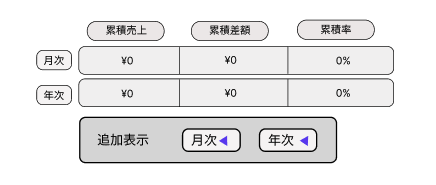 累積売上 累積差額 累積率
月次 ¥0 ¥0 0%
年次 ¥0 ¥0 0%
追加表示 月次◀ 年次◀